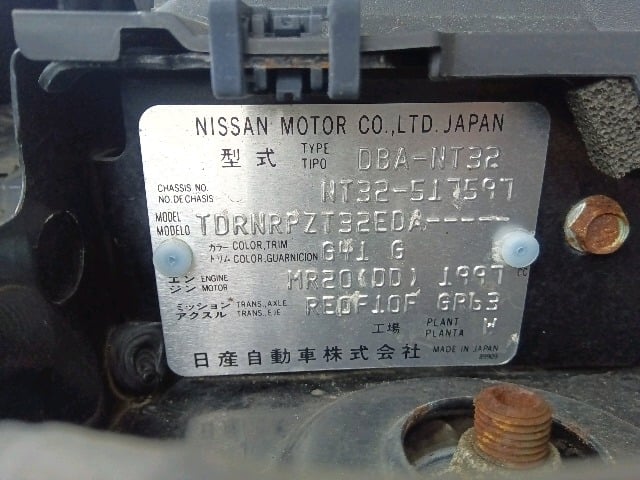 NISSAN MOTOR CO.,LTD. JAPAN
型式 TYPE TIPO DBA-NT32
CHASSIS NO. NO. DE CHASIS NT32-517597
MODEL MODELO TDRNRPZT32EDA-----
カラー COLOR, TRIM トリム COLOR, GUARNICION G41 G
エンジン ENGINE MOTOR MR20(DD) 1997 CC
ミッション TRANS.,AXLE アクスル TRANS.,EJE RE0F10F GR63
工場 PLANT PLANTA W
日産自動車株式会社 MADE IN JAPAN